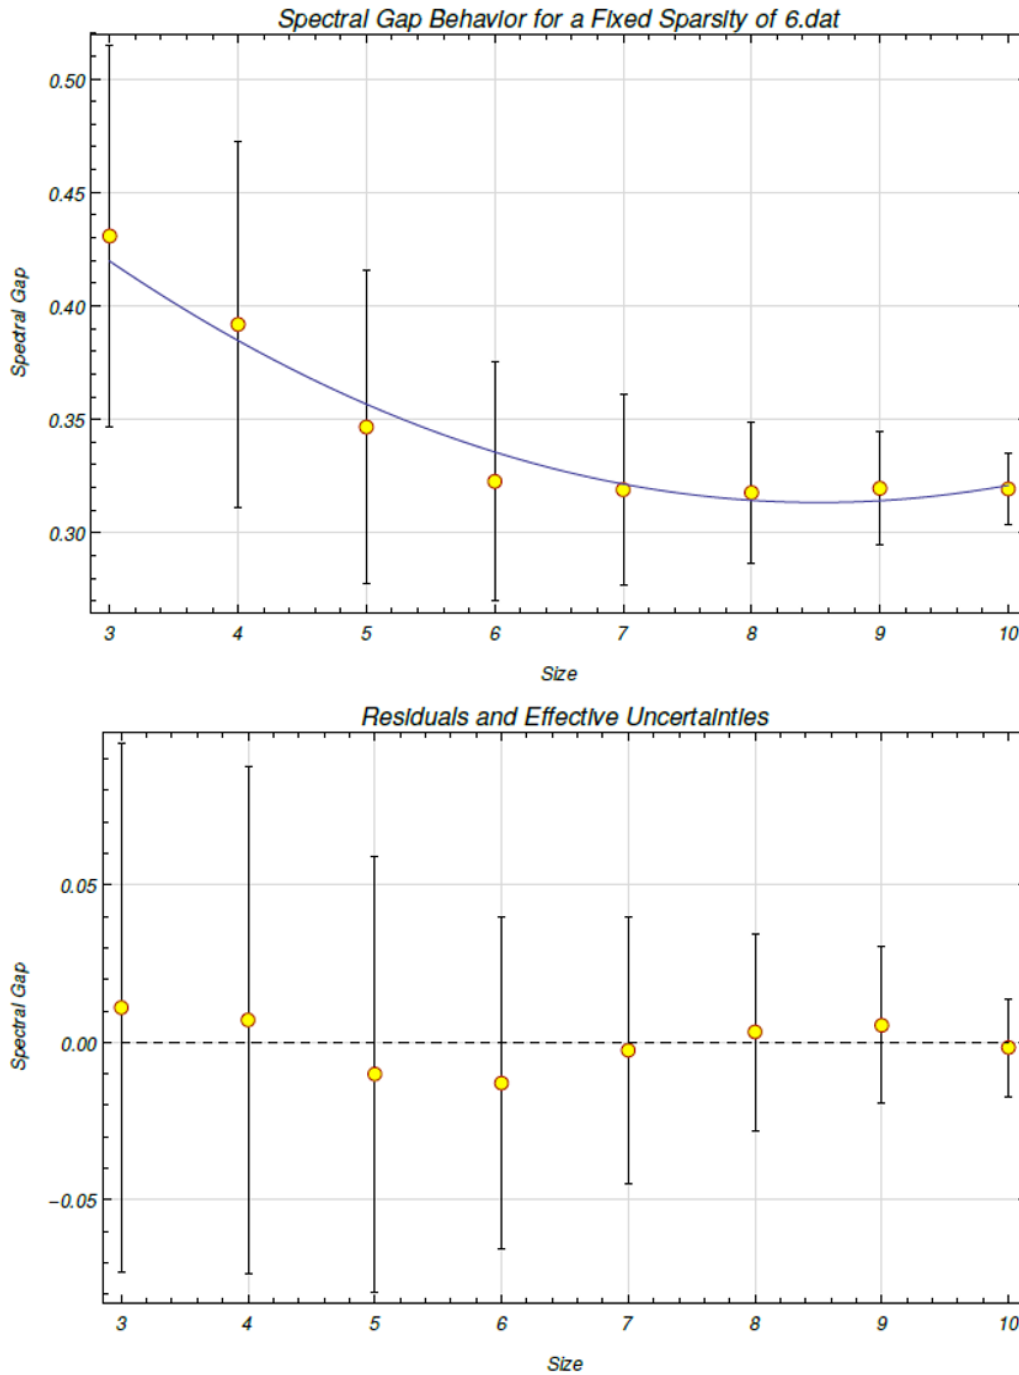 Spectral Gap Behavior for a Fixed Sparsity of 6.dat
0.50
0.45
0.40
0.35
0.30
Spectral Gap
3 4 5 6 7 8 9 10
Size
Residuals and Effective Uncertainties
0.05
0.00
−0.05
Spectral Gap
3 4 5 6 7 8 9 10
Size